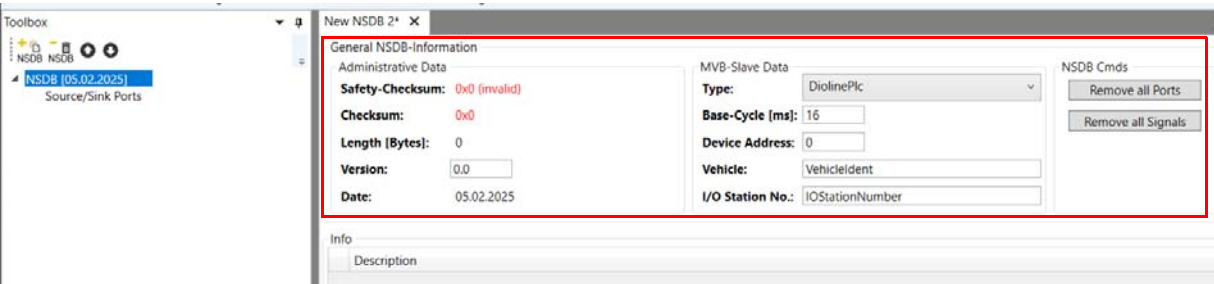 Toolbox
NSDB NSDB
NSDB [05.02.2025]
Source/Sink Ports
New NSDB 2*
General NSDB-Information
Administrative Data
Safety-Checksum: 0x0 (invalid)
Checksum: 0x0
Length [Bytes]: 0
Version: 0.0
Date: 05.02.2025
MVB-Slave Data
Type: DiolinePlc
Base-Cycle [ms]: 16
Device Address: 0
Vehicle: VehicleIdent
I/O Station No.: IOStationNumber
NSDB Cmds
Remove all Ports
Remove all Signals
Info
Description